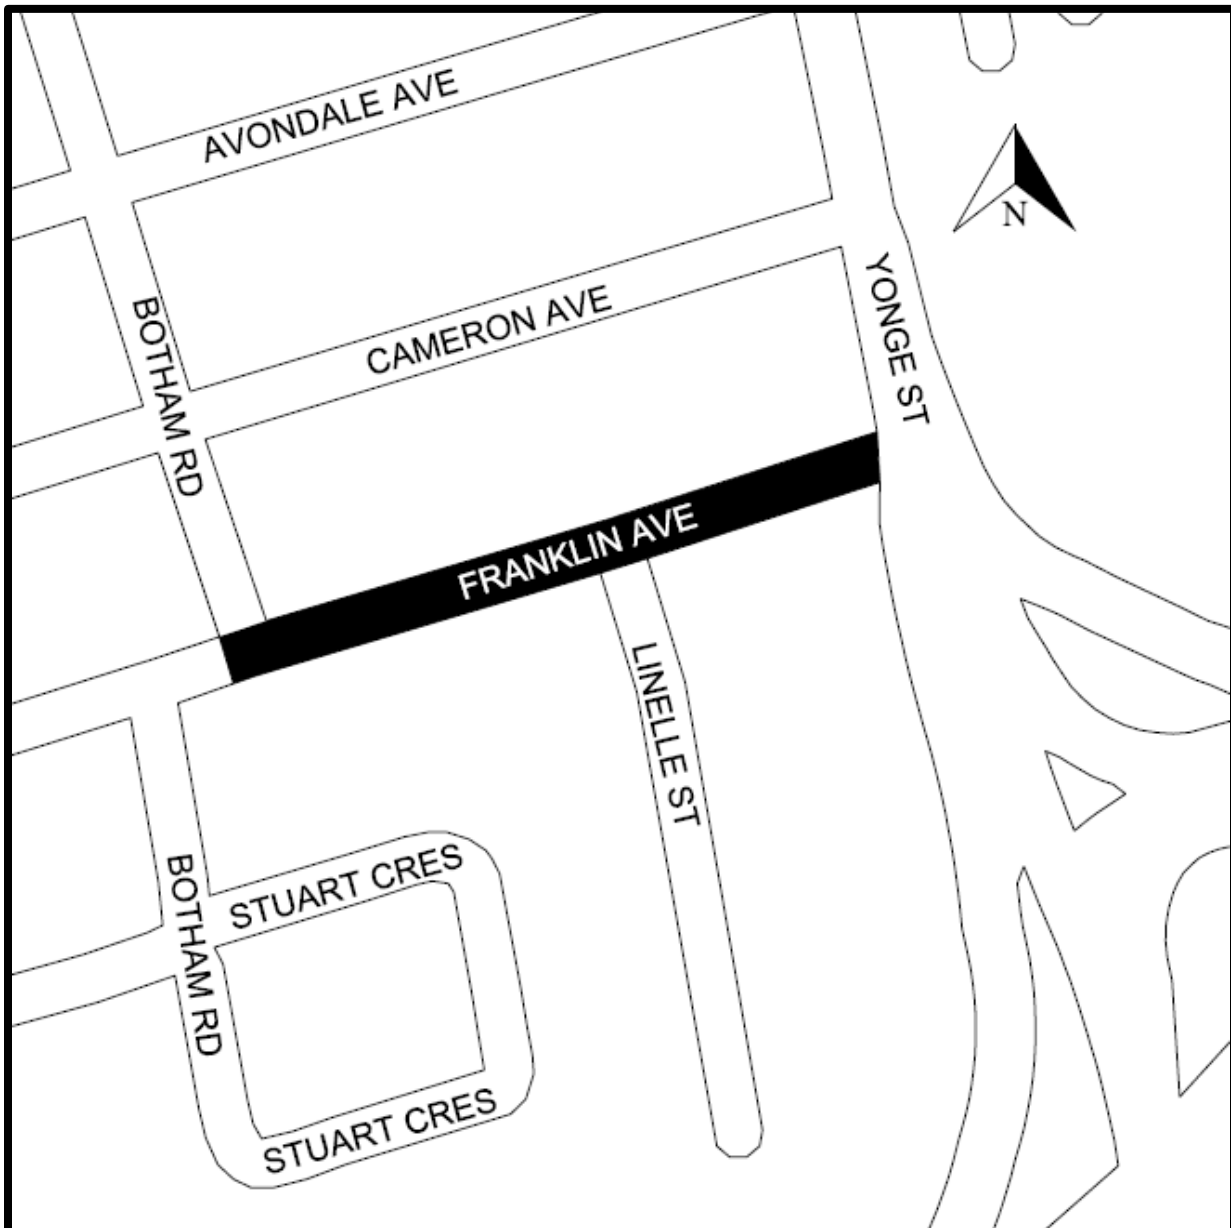 AVONDALE AVE
N
YONGE ST
BOTHAM RD
CAMERON AVE
FRANKLIN AVE
LINELLE ST
BOTHAM RD
STUART CRES
STUART CRES